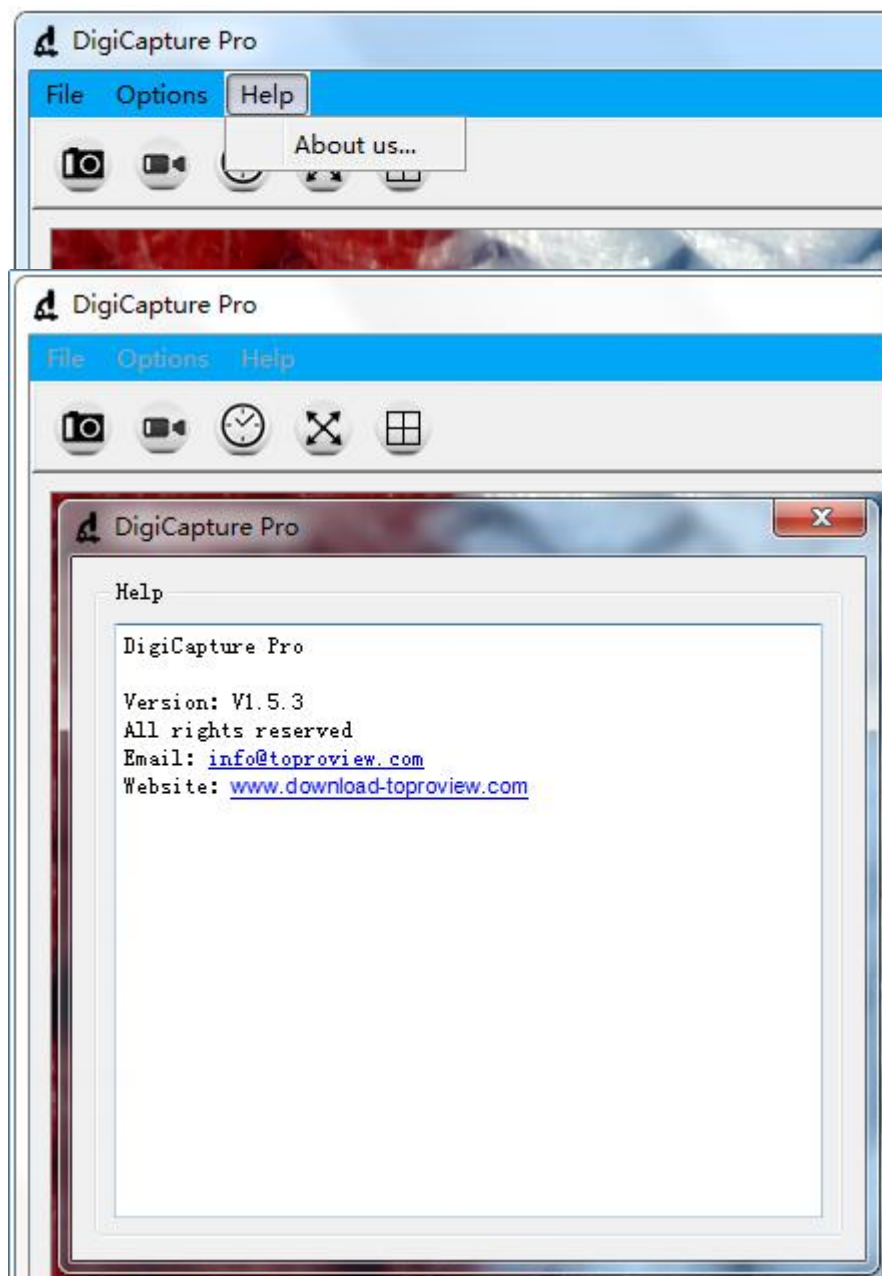 DigiCapture Pro
File Options Help
About us...
DigiCapture Pro
File Options Help
DigiCapture Pro
Help
DigiCapture Pro
Version: V1.5.3
All rights reserved
Email: info@toproview.com
Website: www.download-toproview.com